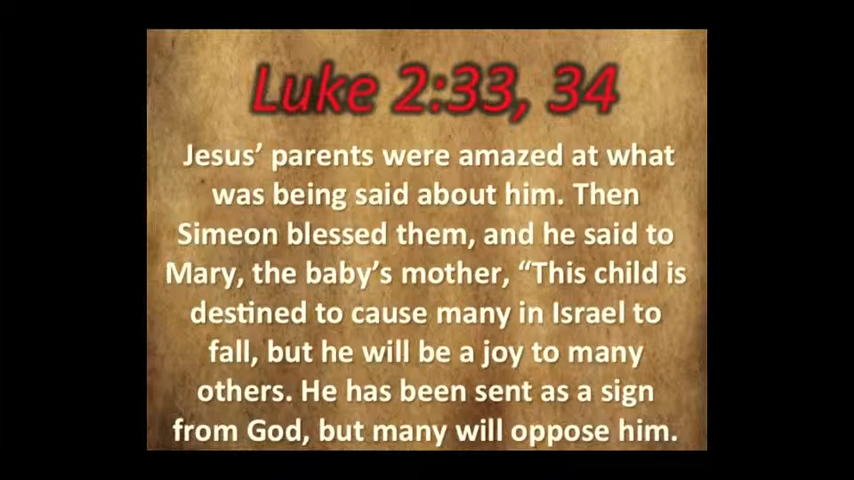 Luke 2:33, 34
Jesus’ parents were amazed at what
was being said about him. Then
Simeon blessed them, and he said to
Mary, the baby’s mother, “This child is
destined to cause many in Israel to
fall, but he will be a joy to many
others. He has been sent as a sign
from God, but many will oppose him.